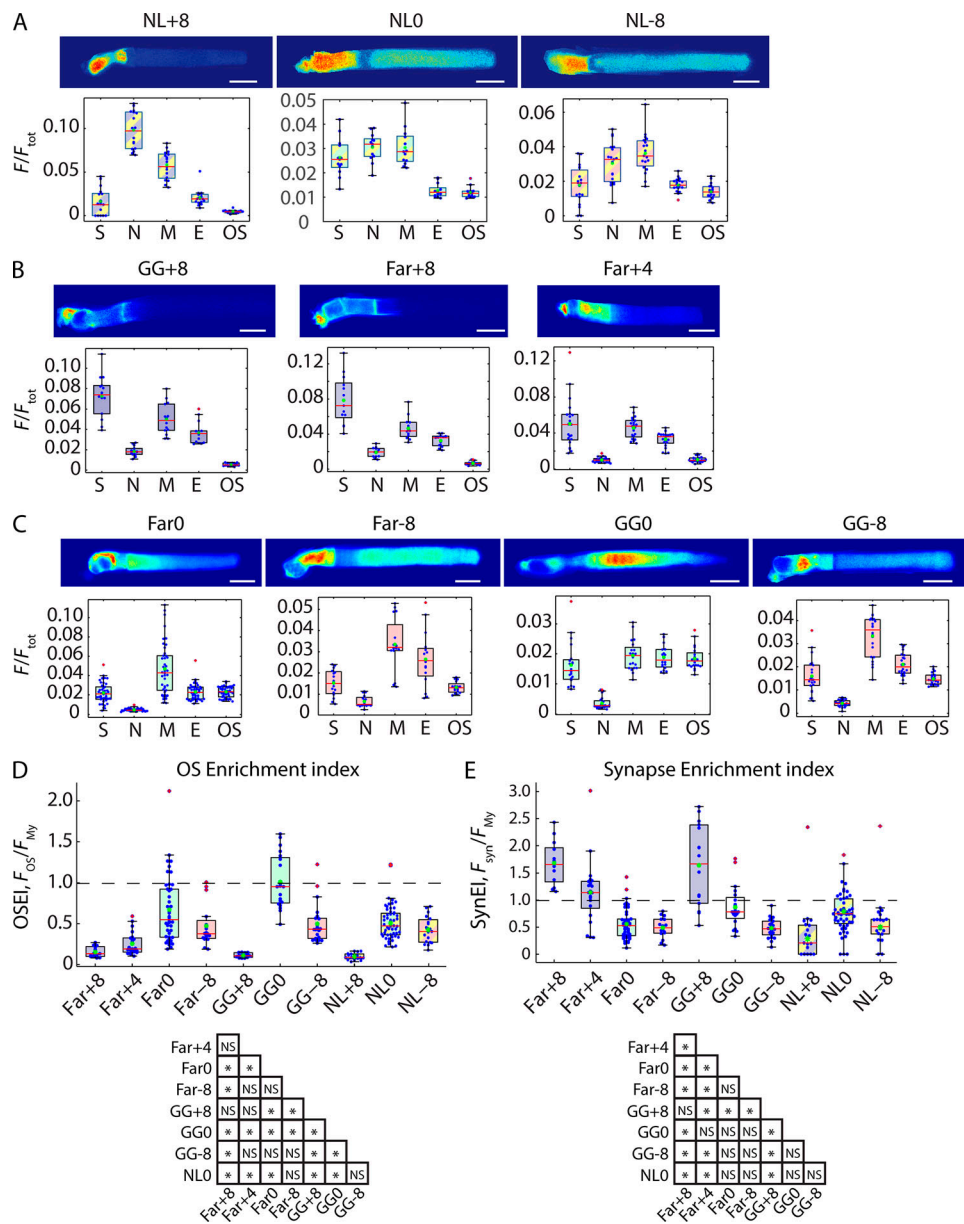 A
NL+8 NL0 NL-8
F/Ftot
0.10
0.05
0
S N M E OS
0.05
0.04
0.03
0.02
0.01
0
S N M E OS
0.06
0.04
0.02
0
S N M E OS
B
GG+8 Far+8 Far+4
F/Ftot
0.12
0.10
0.08
0.06
0.04
0.02
0
S N M E OS
0.12
0.08
0.04
0
S N M E OS
0.12
0.08
0.04
0
S N M E OS
C
Far0 Far-8 GG0 GG-8
F/Ftot
0.10
0.08
0.06
0.04
0.02
0
S N M E OS
0.05
0.04
0.03
0.02
0.01
0
S N M E OS
0.03
0.02
0.01
0
S N M E OS
0.04
0.03
0.02
0.01
0
S N M E OS
D
OS Enrichment index
OSEI, FOS/FMy
2.0
1.5
1.0
0.5
0
Far+8 Far+4 Far0 Far-8 GG+8 GG0 GG-8 NL+8 NL0 NL-8
E
Synapse Enrichment index
SynEI, Fsyn/FMy
3.0
2.5
2.0
1.5
1
0.5
0
Far+8 Far+4 Far0 Far-8 GG+8 GG0 GG-8 NL+8 NL0 NL-8
Far+4 NS
Far0 * *
Far-8 * NS NS
GG+8 NS NS * *
GG0 * * * * *
GG-8 * NS NS NS * *
NL0 * * * NS * * NS
Far+8 Far+4 Far0 Far-8 GG+8 GG0 GG-8
Far+4 *
Far0 * *
Far-8 * * NS
GG+8 NS * * *
GG0 * NS * * *
GG-8 * * NS NS * NS
NL0 * * NS NS * NS NS
Far+8 Far+4 Far0 Far-8 GG+8 GG0 GG-8